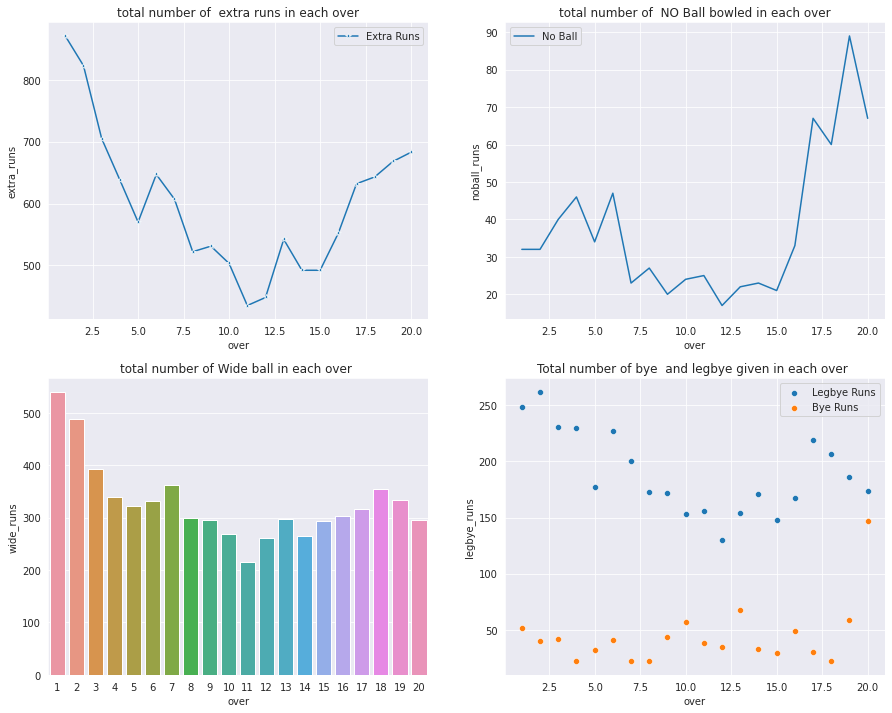 total number of  extra runs in each over
Extra Runs
extra_runs
800
700
600
500
2.5 5.0 7.5 10.0 12.5 15.0 17.5 20.0
over
total number of  NO Ball bowled in each over
No Ball
noball_runs
90
80
70
60
50
40
30
20
2.5 5.0 7.5 10.0 12.5 15.0 17.5 20.0
over
total number of Wide ball in each over
wide_runs
500
400
300
200
100
0
1 2 3 4 5 6 7 8 9 10 11 12 13 14 15 16 17 18 19 20
over
Total number of bye  and legbye given in each over
Legbye Runs
Bye Runs
legbye_runs
250
200
150
100
50
2.5 5.0 7.5 10.0 12.5 15.0 17.5 20.0
over